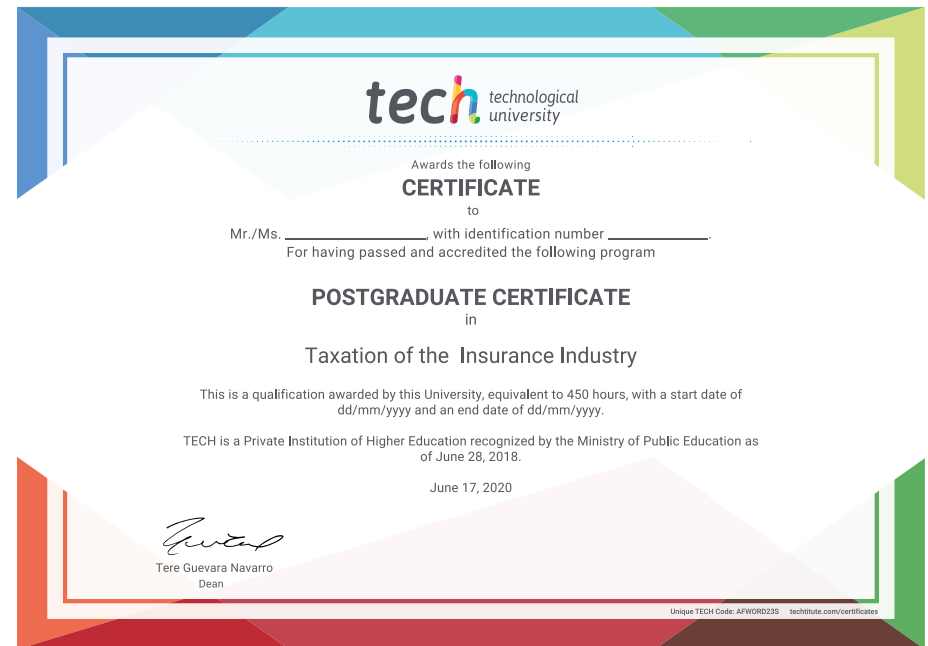 tech technological
university
Awards the following
CERTIFICATE
to
Mr./Ms. ____________________, with identification number ______________.
For having passed and accredited the following program
POSTGRADUATE CERTIFICATE
in
Taxation of the Insurance Industry
This is a qualification awarded by this University, equivalent to 450 hours, with a start date of
dd/mm/yyyy and an end date of dd/mm/yyyy.
TECH is a Private Institution of Higher Education recognized by the Ministry of Public Education as
of June 28, 2018.
June 17, 2020
Tere Guevara Navarro
Dean
Unique TECH Code: AFWORD23S techtitute.com/certificates